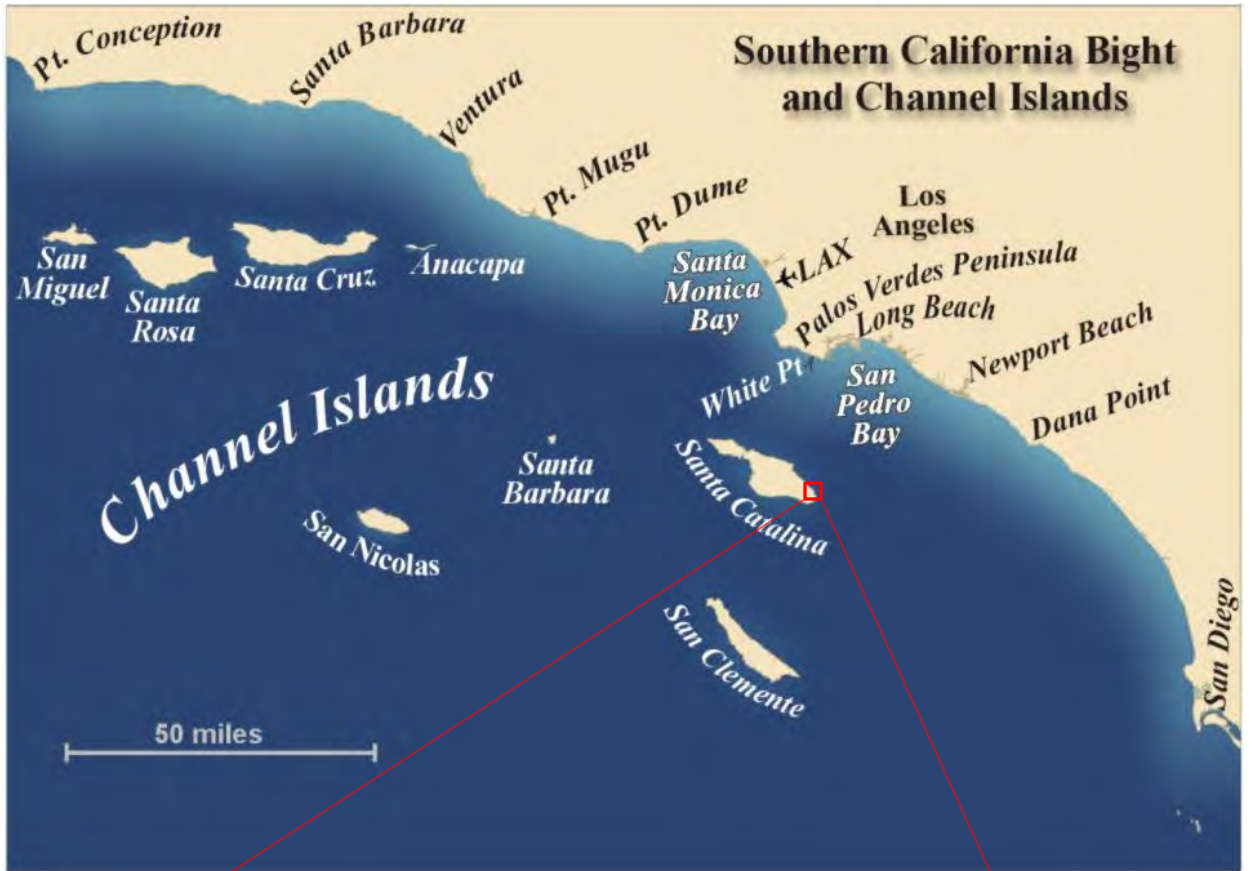 Southern California Bight
and Channel Islands
Pt. Conception
Santa Barbara
Ventura
Pt. Mugu
Pt. Dume
Los
Angeles
LAX
Santa
Monica
Bay
Palos Verdes Peninsula
Long Beach
Newport Beach
White Pt
San
Pedro
Bay
Dana Point
San
Miguel
Santa
Rosa
Santa Cruz
Anacapa
Channel Islands
Santa
Barbara
Santa Catalina
San Nicolas
San Clemente
San Diego
50 miles